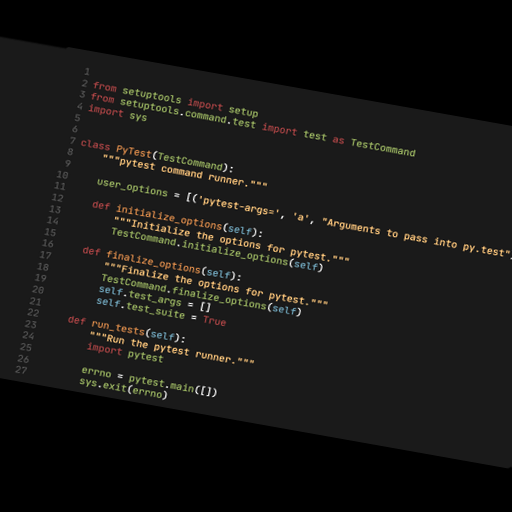 1
2 from setuptools import setup
3 from setuptools.command.test import test as TestCommand
4 import sys
5
6
7 class PyTest(TestCommand):
8 """pytest command runner."""
9
10 user_options = [('pytest-args=', 'a', "Arguments to pass into py.test"
11
12 def initialize_options(self):
13 """Initialize the options for pytest."""
14 TestCommand.initialize_options(self)
15
16 def finalize_options(self):
17 """Finalize the options for pytest."""
18 TestCommand.finalize_options(self)
19 self.test_args = []
20 self.test_suite = True
21
22 def run_tests(self):
23 """Run the pytest runner."""
24 import pytest
25
26 errno = pytest.main([])
27 sys.exit(errno)